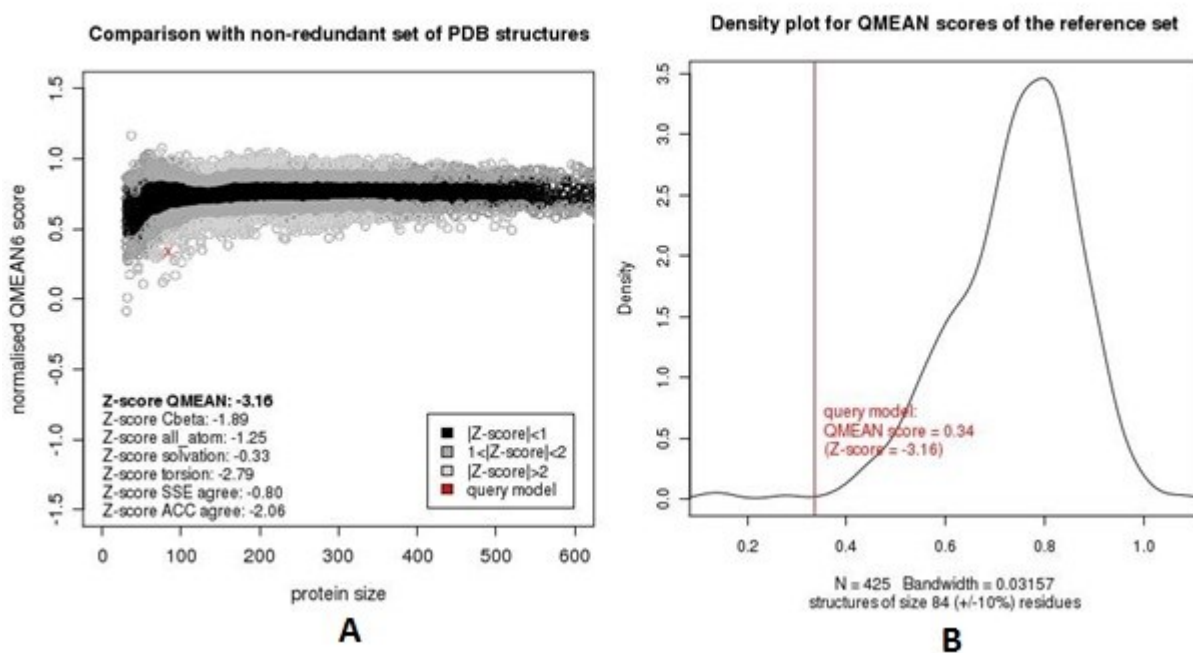 Comparison with non-redundant set of PDB structures
normalised QMEAN6 score
1.5
1.0
0.5
0.0
-0.5
-1.0
-1.5
Z-score QMEAN: -3.16
Z-score Cbeta: -1.89
Z-score all_atom: -1.25
Z-score solvation: -0.33
Z-score torsion: -2.79
Z-score SSE agree: -0.80
Z-score ACC agree: -2.06
|Z-score|<1
1<|Z-score|<2
|Z-score|>2
query model
0 100 200 300 400 500 600
protein size
A
Density plot for QMEAN scores of the reference set
Density
3.5
3.0
2.5
2.0
1.5
1.0
0.5
0.0
query model:
QMEAN score = 0.34
(Z-score = -3.16)
0.2 0.4 0.6 0.8 1.0
N = 425 Bandwidth = 0.03157
structures of size 84 (+/-10%) residues
B